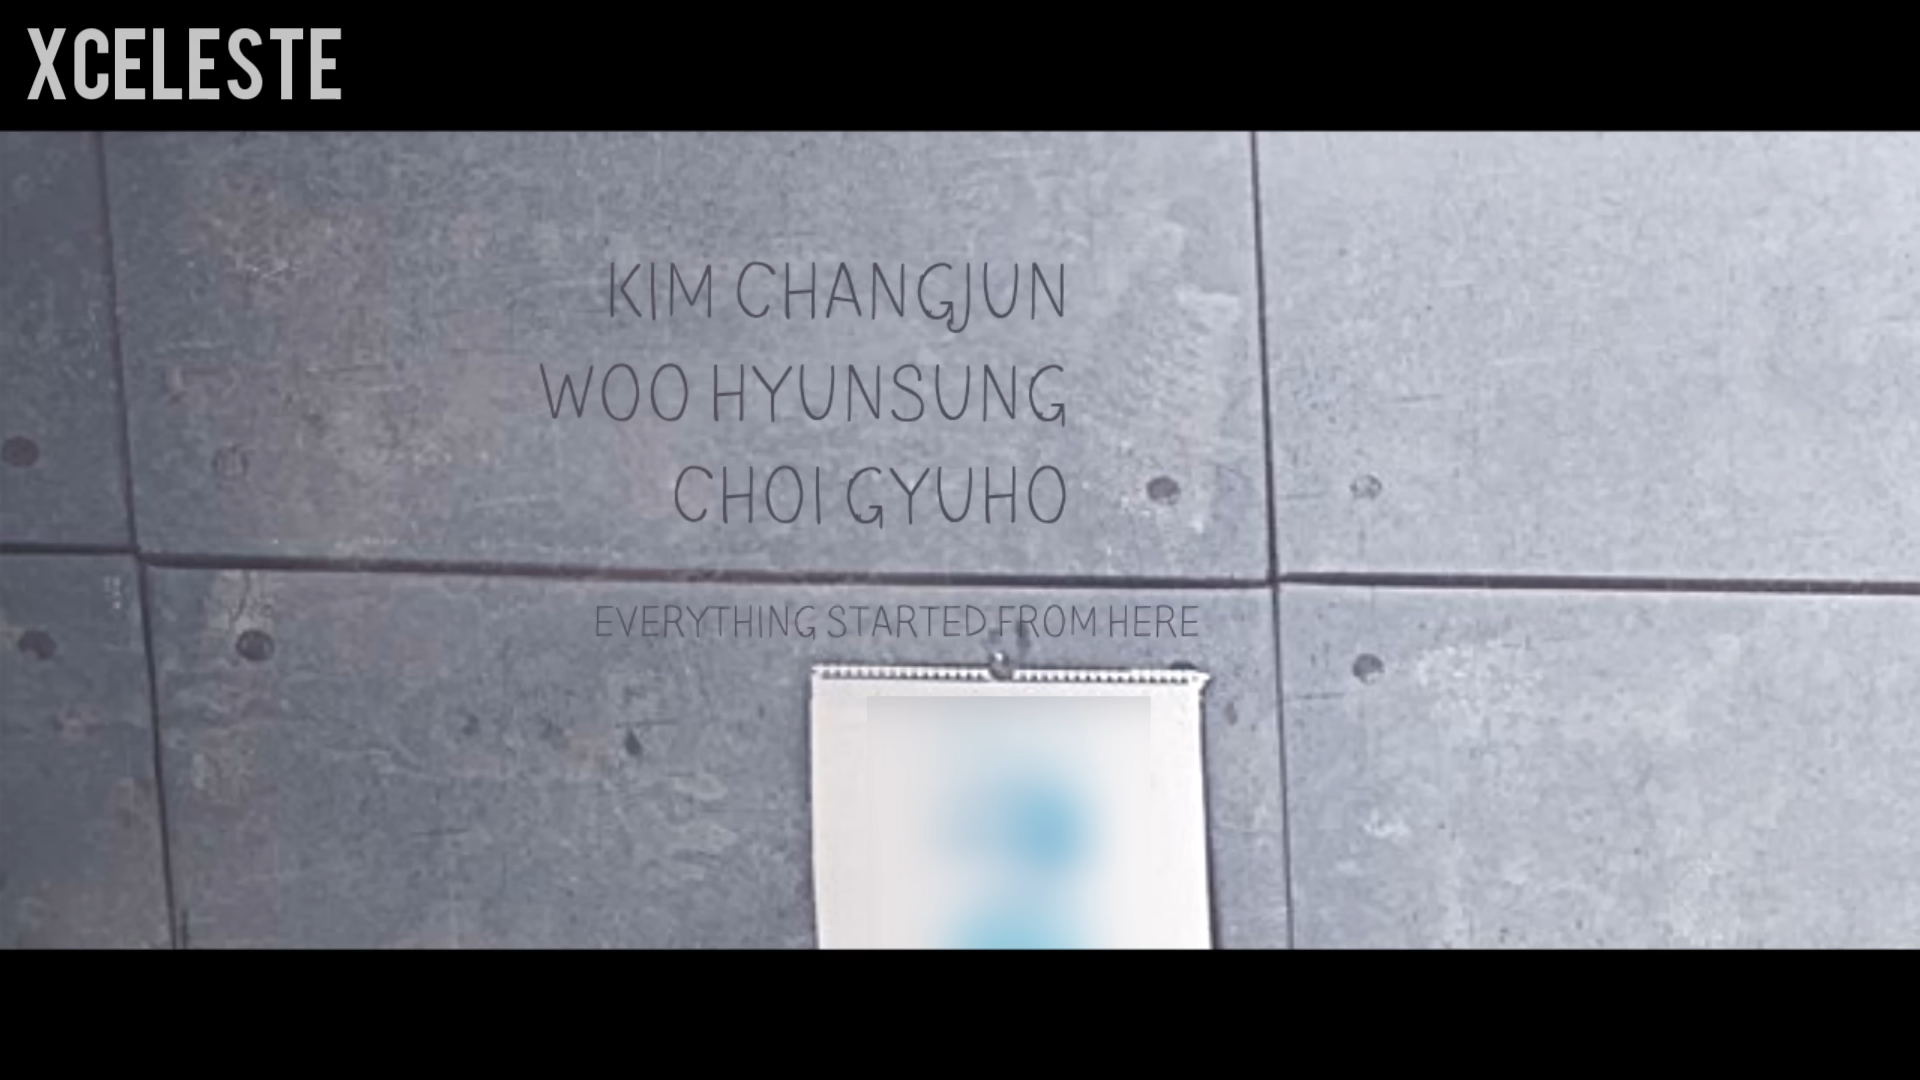 XCELESTE
KIM CHANGJUN
WOO HYUNSUNG
CHOI GYUHO
EVERYTHING STARTED FROM HERE